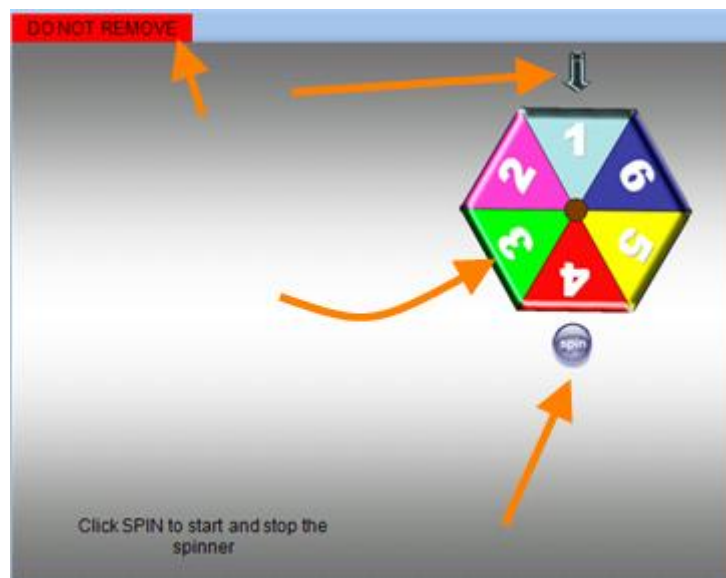 DO NOT REMOVE
1
2
6
3
5
4
spin
Click SPIN to start and stop the
spinner